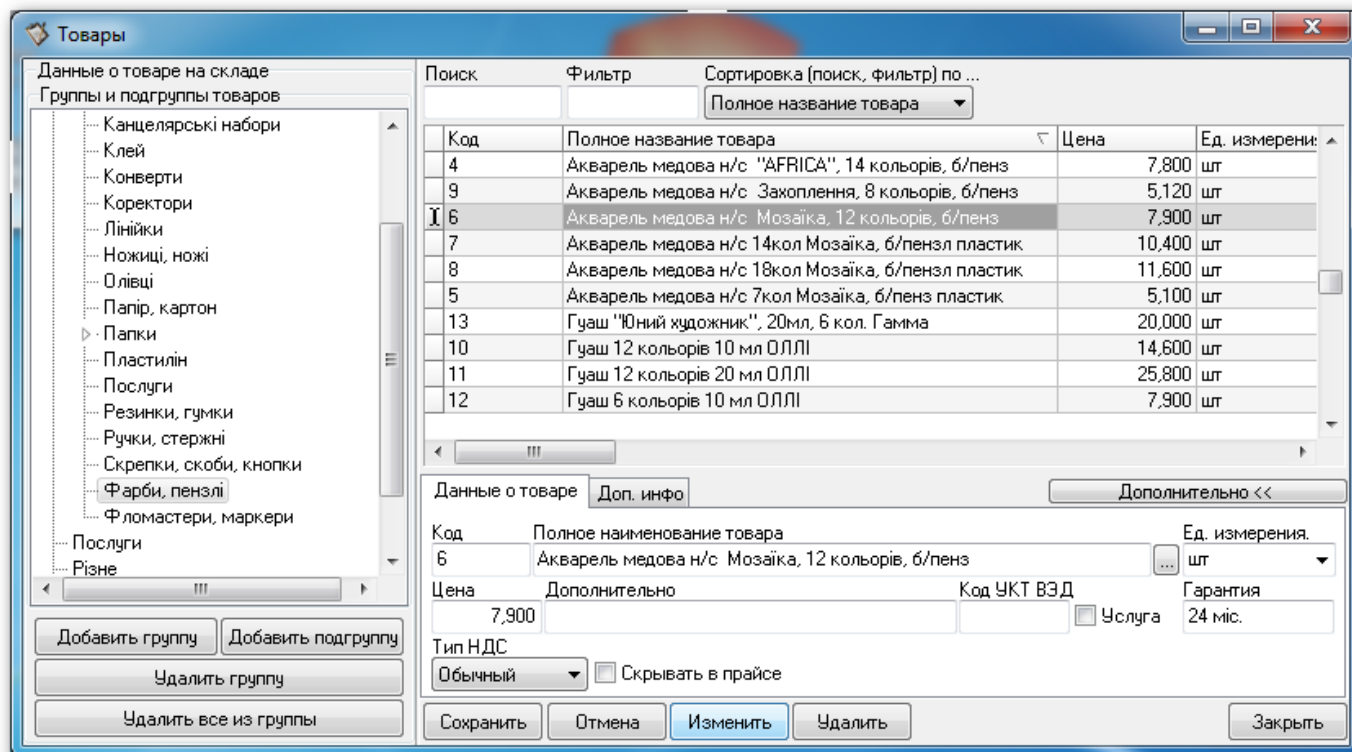 Товары
Данные о товаре на складе
Группы и подгруппы товаров
Канцелярські набори
Клей
Конверти
Коректори
Лінійки
Ножиці, ножі
Олівці
Папір, картон
Папки
Пластилін
Послуги
Резинки, гумки
Ручки, стержні
Скрепки, скоби, кнопки
Фарби, пензлі
Фломастери, маркери
Послуги
Різне
Добавить группу Добавить подгруппу
Удалить группу
Удалить все из группы
Поиск Фильтр Сортировка (поиск, фильтр) по ...
Полное название товара
Код Полное название товара Цена Ед. измерения
4 Акварель медова н/с "AFRICA", 14 кольорів, б/пенз 7,800 шт
9 Акварель медова н/с Захоплення, 8 кольорів, б/пенз 5,120 шт
6 Акварель медова н/с Мозаїка, 12 кольорів, б/пенз 7,900 шт
7 Акварель медова н/с 14кол Мозаїка, б/пензл пластик 10,400 шт
8 Акварель медова н/с 18кол Мозаїка, б/пензл пластик 11,600 шт
5 Акварель медова н/с 7кол Мозаїка, б/пенз пластик 5,100 шт
13 Гуаш "Юний художник", 20мл, 6 кол. Гамма 20,000 шт
10 Гуаш 12 кольорів 10 мл ОЛЛІ 14,600 шт
11 Гуаш 12 кольорів 20 мл ОЛЛІ 25,800 шт
12 Гуаш 6 кольорів 10 мл ОЛЛІ 7,900 шт
Данные о товаре Доп. инфо Дополнительно <<
Код Полное наименование товара Ед. измерения.
6 Акварель медова н/с Мозаїка, 12 кольорів, б/пенз ... шт
Цена Дополнительно Код УКТ ВЭД Гарантия
7,900 Услуга 24 міс.
Тип НДС
Обычный Скрывать в прайсе
Сохранить Отмена Изменить Удалить Закрыть